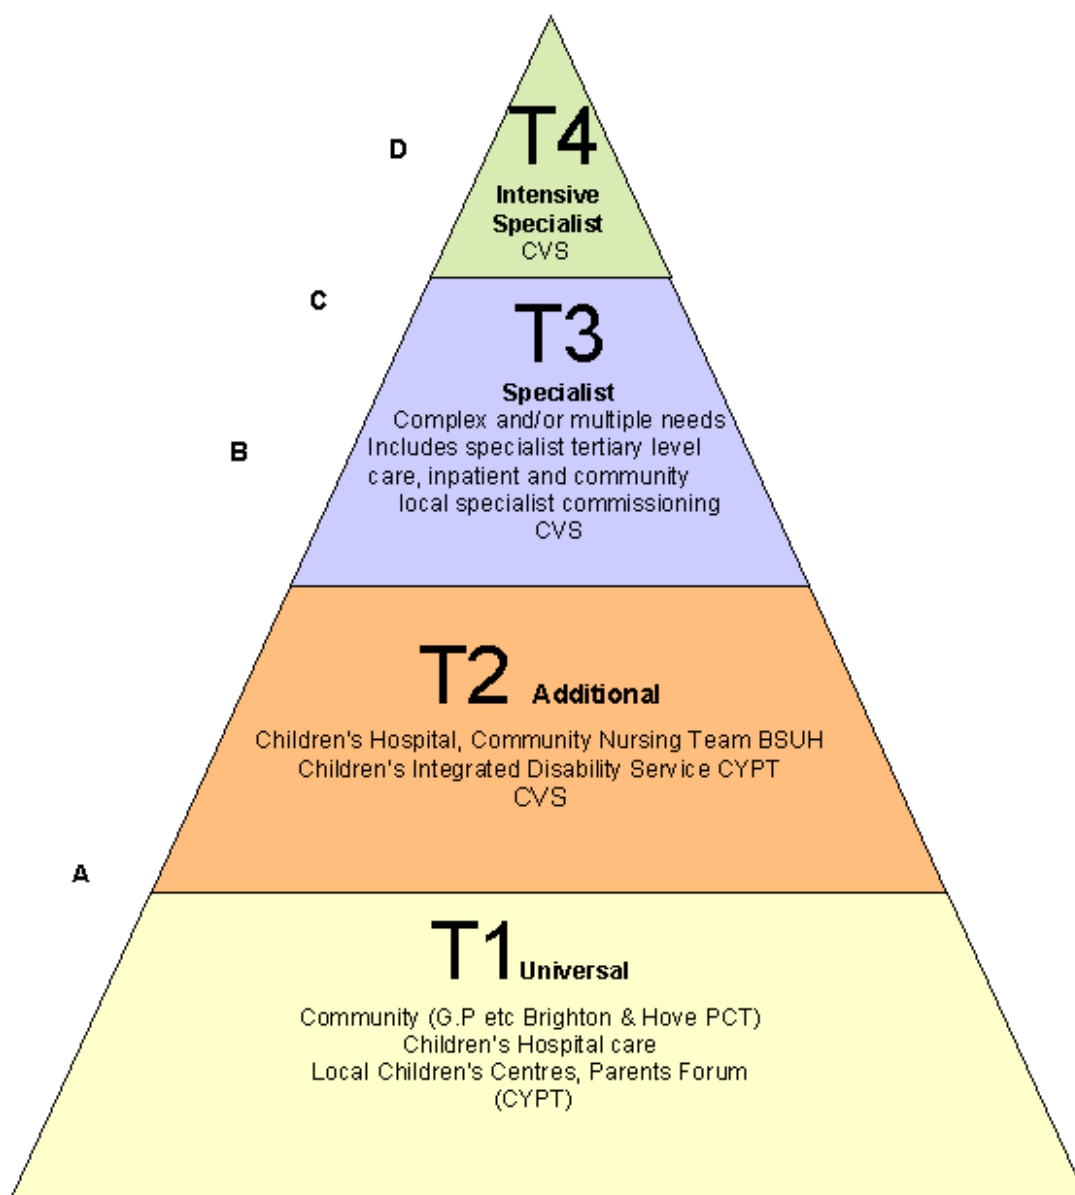 D
T4
Intensive
Specialist
CVS
C
T3
Specialist
Complex and/or multiple needs
B
Includes specialist tertiary level
care, inpatient and community
local specialist commissioning
CVS
T2 Additional
Children's Hospital, Community Nursing Team BSUH
Children's Integrated Disability Service CYPT
CVS
A
T1 Universal
Community (G.P etc Brighton & Hove PCT)
Children's Hospital care
Local Children's Centres, Parents Forum
(CYPT)